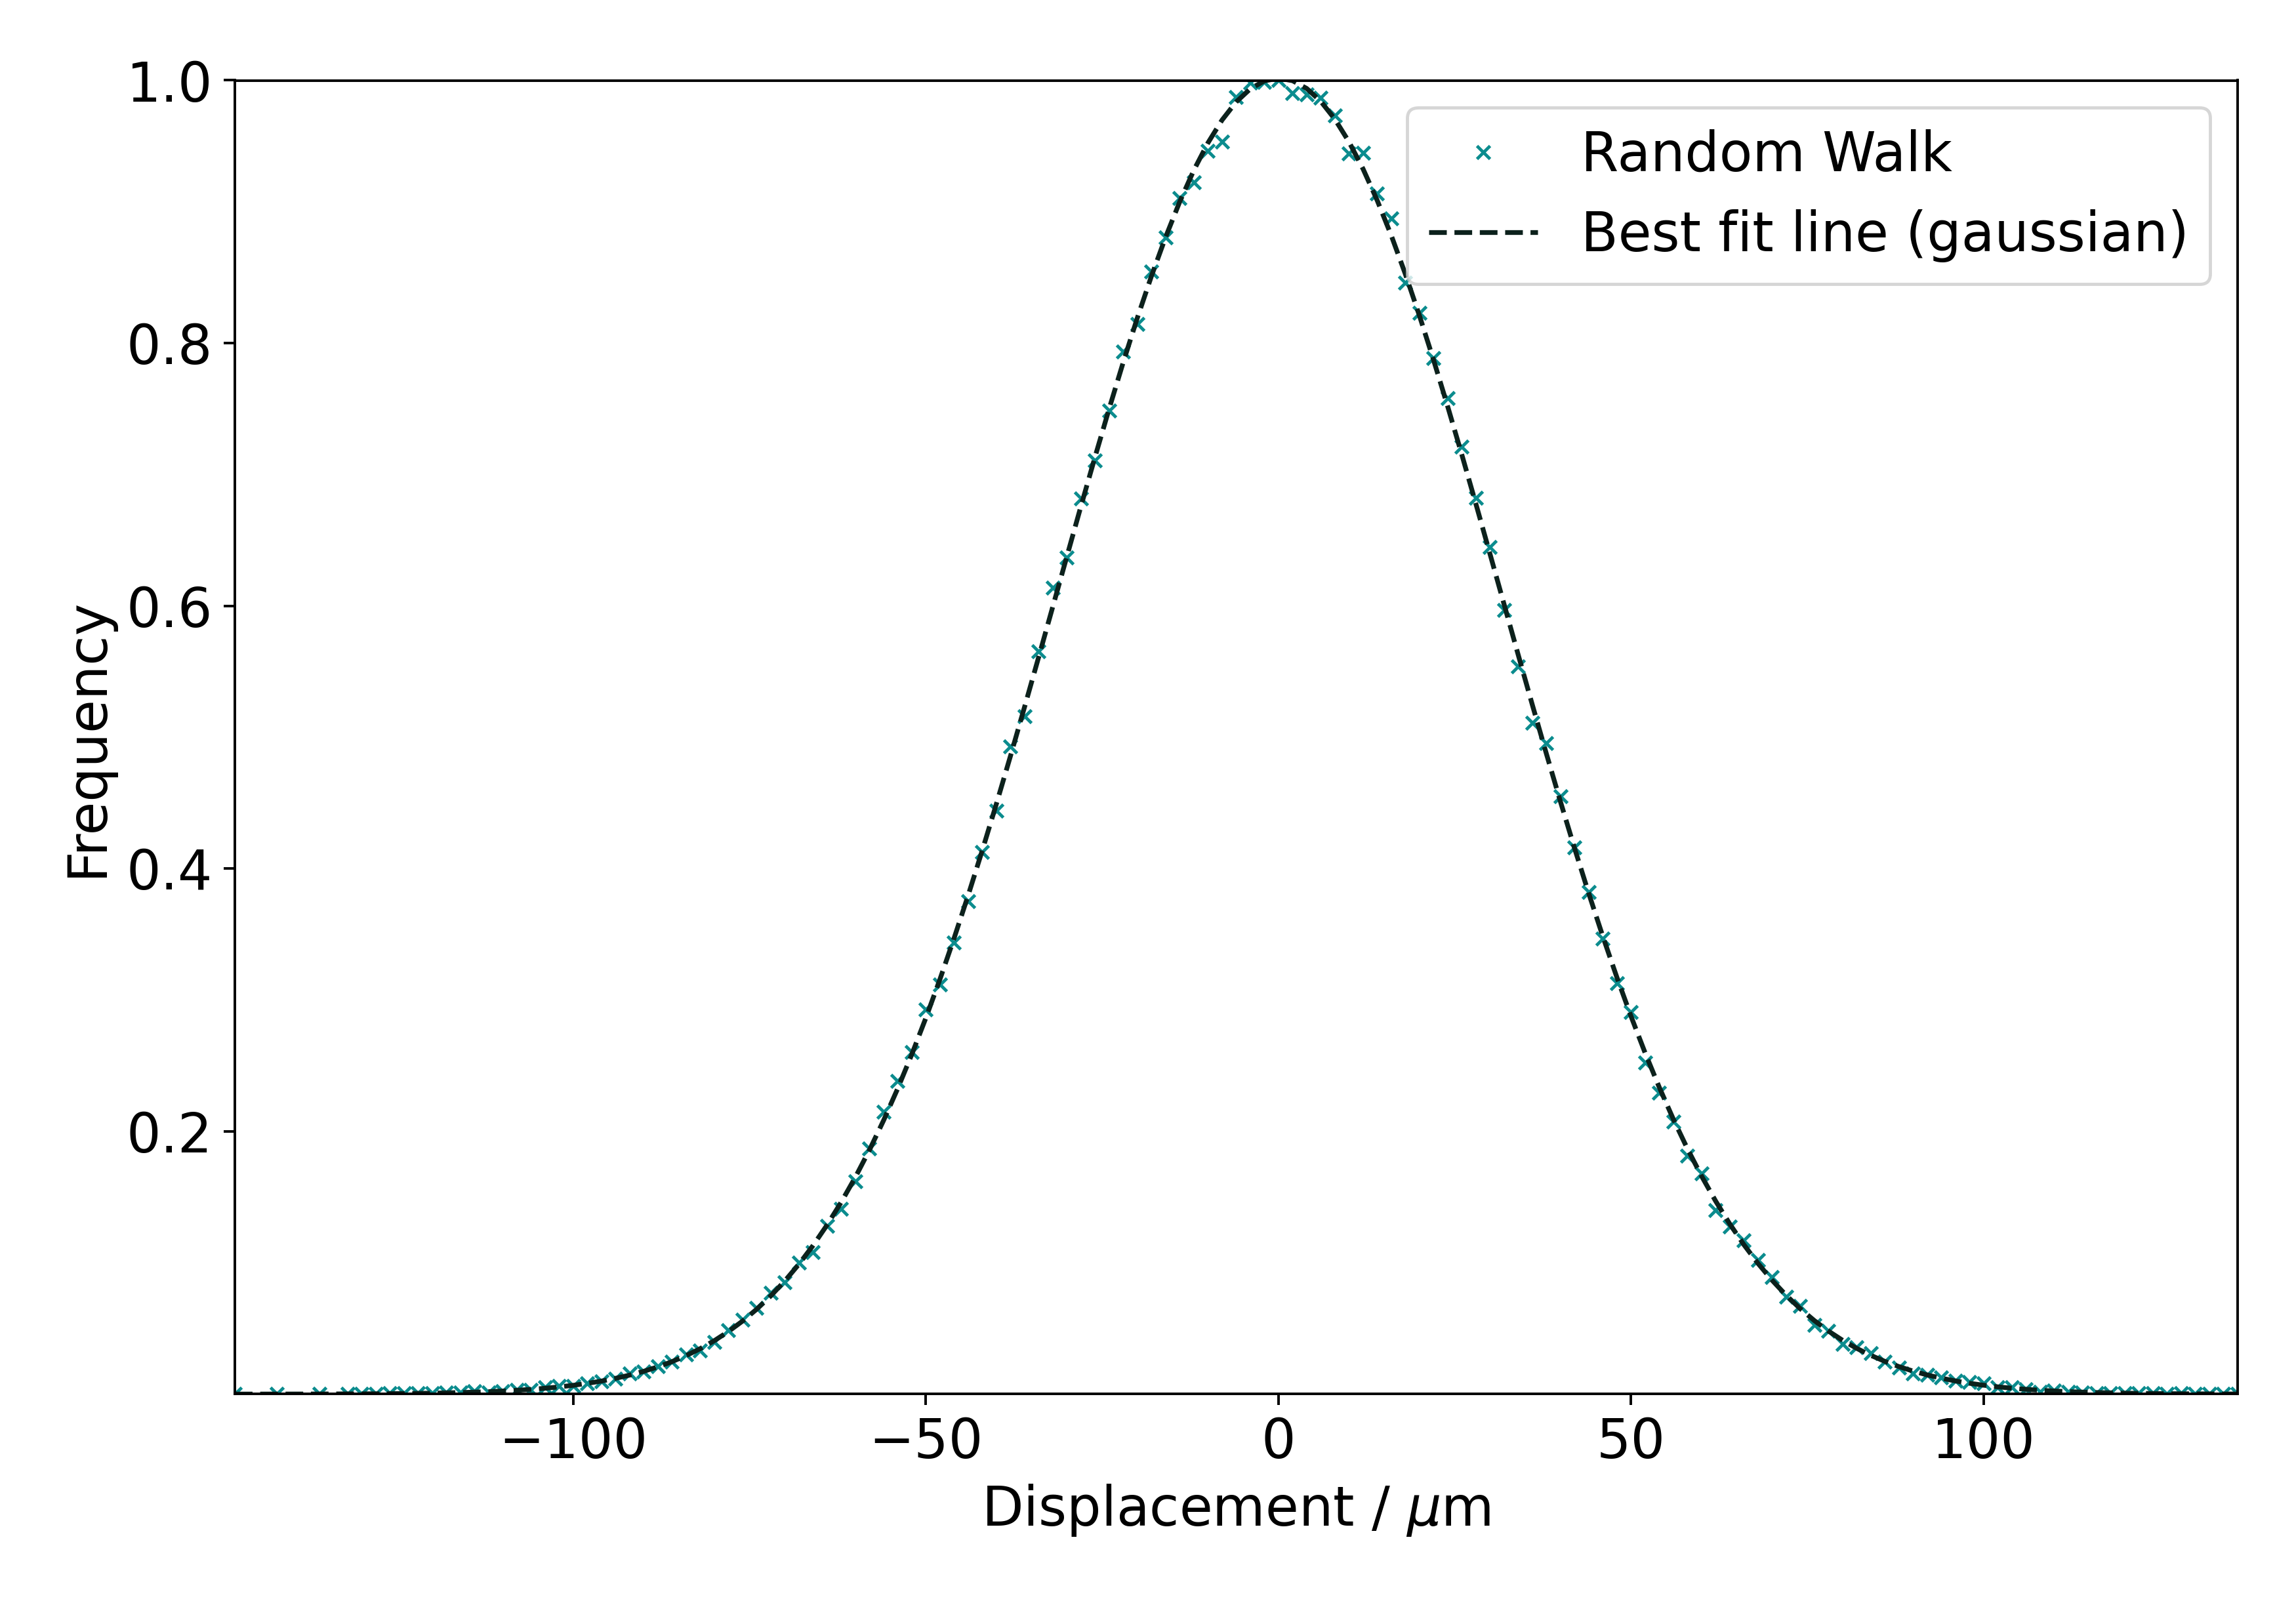 1.0
0.8
0.6
0.4
0.2
Frequency
Random Walk
Best fit line (gaussian)
−100
−50
0
50
100
Displacement / μm